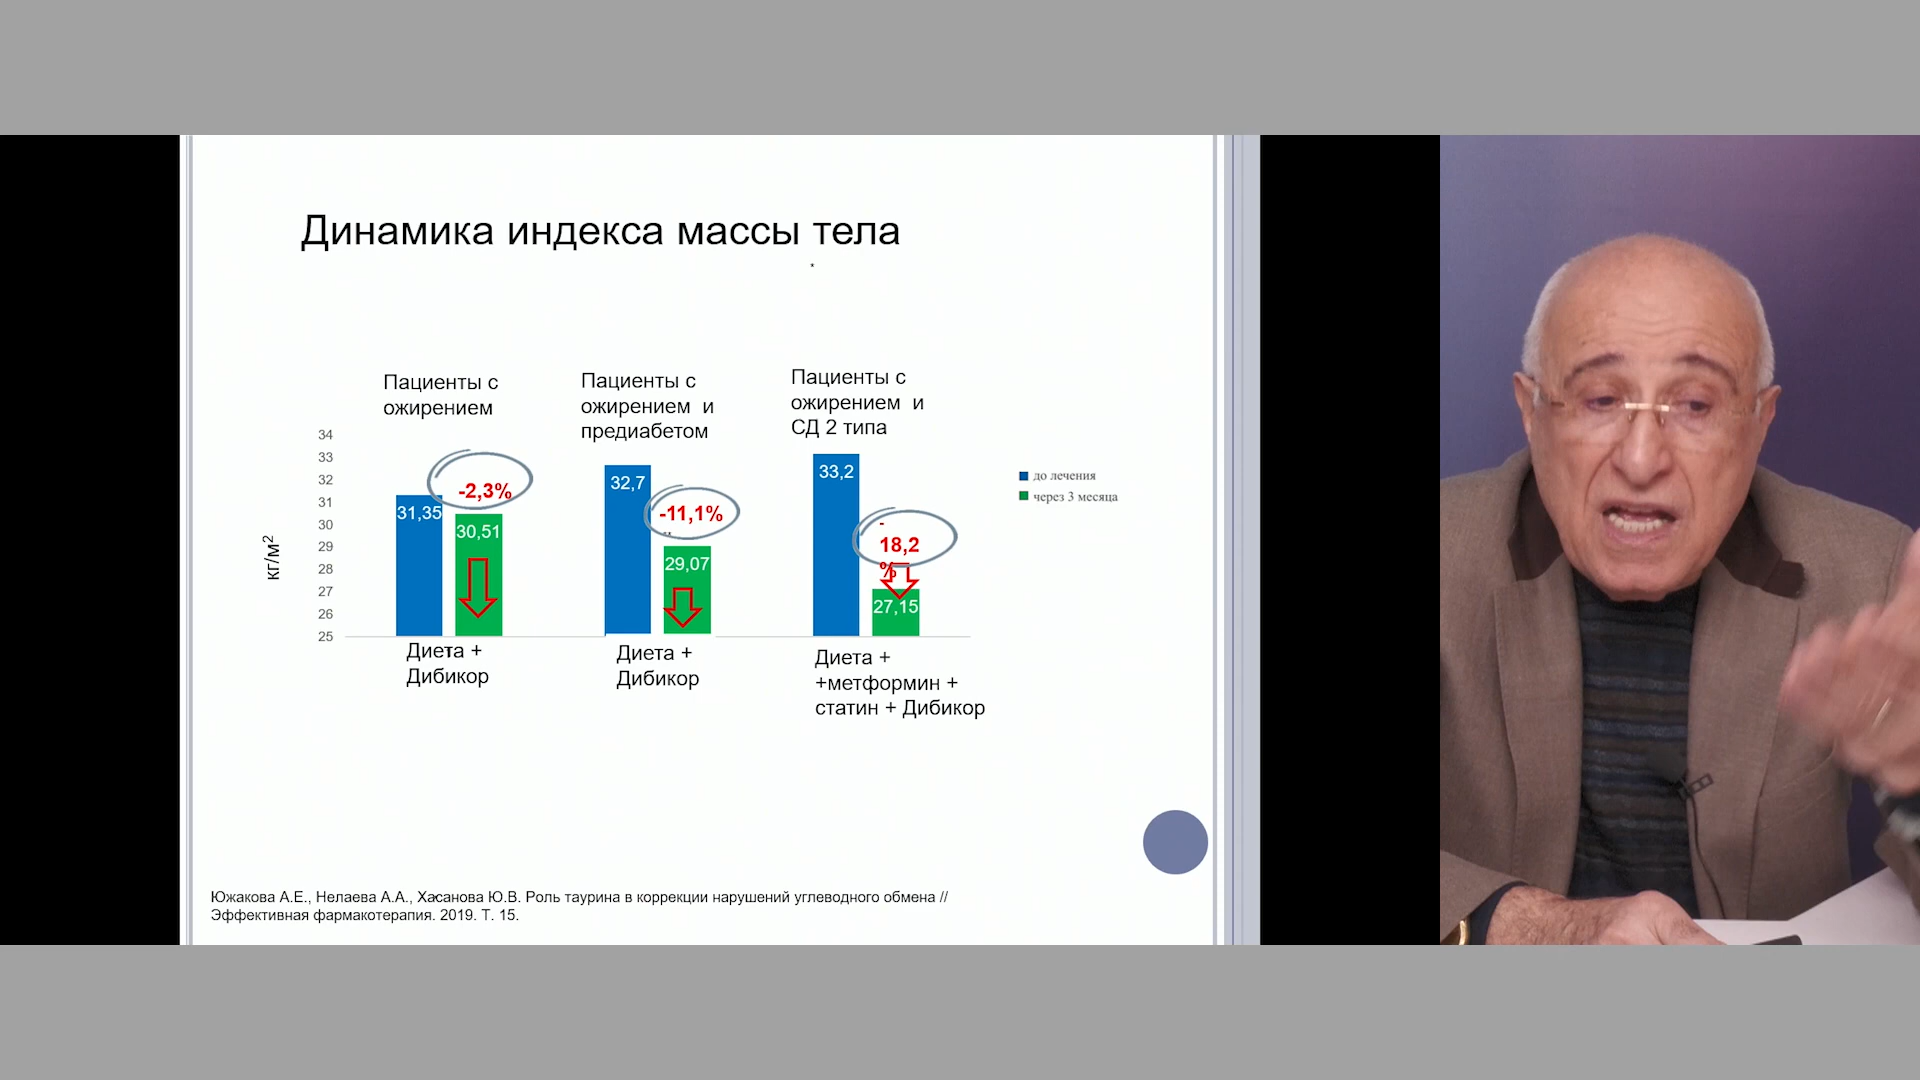 Динамика индекса массы тела
*
Пациенты с
ожирением
Пациенты с
ожирением и
предиабетом
Пациенты с
ожирением и
СД 2 типа
34
33
32
31
30
29
28
27
26
25
кг/м²
31,35
-2,3%
30,51
32,7
-11,1%
29,07
33,2
-
18,2
%
27,15
до лечения
через 3 месяца
Диета +
Дибикор
Диета +
Дибикор
Диета +
+метформин +
статин + Дибикор
Южакова А.Е., Нелаева А.А., Хасанова Ю.В. Роль таурина в коррекции нарушений углеводного обмена //
Эффективная фармакотерапия. 2019. Т. 15.